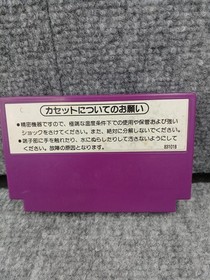 カセットについてのお願い
●精密機器ですので、極端な温度条件下での使用や保管および強い
ショックをさけてください。また、絶対に分解しないでください。
●端子部に手を触れたり、水にぬらしたりして汚さないようにして
ください。故障の原因となります。